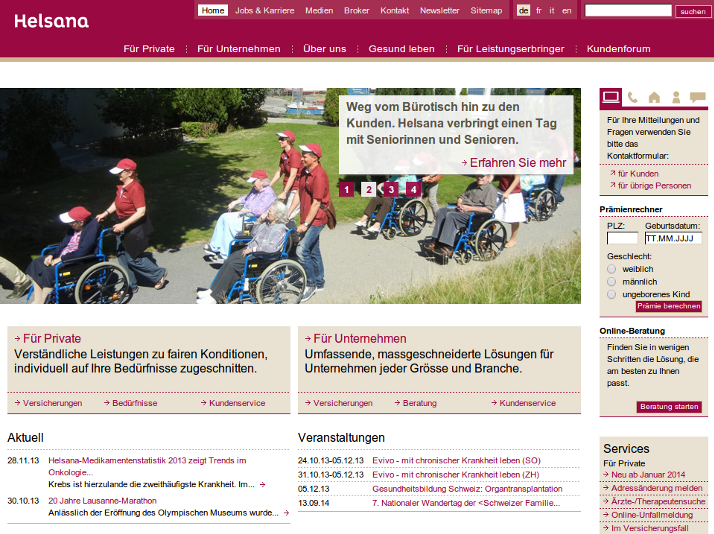 Helsana
Home Jobs & Karriere Medien Broker Kontakt Newsletter Sitemap de fr it en suchen
Für Private Für Unternehmen Über uns Gesund leben Für Leistungserbringer Kundenforum
Weg vom Bürotisch hin zu den
Kunden. Helsana verbringt einen Tag
mit Seniorinnen und Senioren.
Erfahren Sie mehr
1 2 3 4
Für Ihre Mitteilungen und
Fragen verwenden Sie
bitte das
Kontaktformular:
für Kunden
für übrige Personen
Prämienrechner
PLZ: Geburtsdatum:
TT.MM.JJJJ
Geschlecht:
weiblich
männlich
ungeborenes Kind
Prämie berechnen
Online-Beratung
Finden Sie in wenigen
Schritten die Lösung, die
am besten zu Ihnen
passt.
Beratung starten
Für Private
Verständliche Leistungen zu fairen Konditionen,
individuell auf Ihre Bedürfnisse zugeschnitten.
Versicherungen Bedürfnisse Kundenservice
Für Unternehmen
Umfassende, massgeschneiderte Lösungen für
Unternehmen jeder Grösse und Branche.
Versicherungen Beratung Kundenservice
Aktuell
28.11.13 Helsana-Medikamentenstatistik 2013 zeigt Trends im
Onkologie...
Krebs ist hierzulande die zweithäufigste Krankheit. Im...
30.10.13 20 Jahre Lausanne-Marathon
Anlässlich der Eröffnung des Olympischen Museums wurde...
Veranstaltungen
24.10.13-05.12.13 Evivo - mit chronischer Krankheit leben (SO)
31.10.13-05.12.13 Evivo - mit chronischer Krankheit leben (ZH)
05.12.13 Gesundheitsbildung Schweiz: Organtransplantation
13.09.14 7. Nationaler Wandertag der <Schweizer Familie...
Services
Für Private
Neu ab Januar 2014
Adressänderung melden
Ärzte-/Therapeutensuche
Online-Unfallmeldung
Im Versicherungsfall